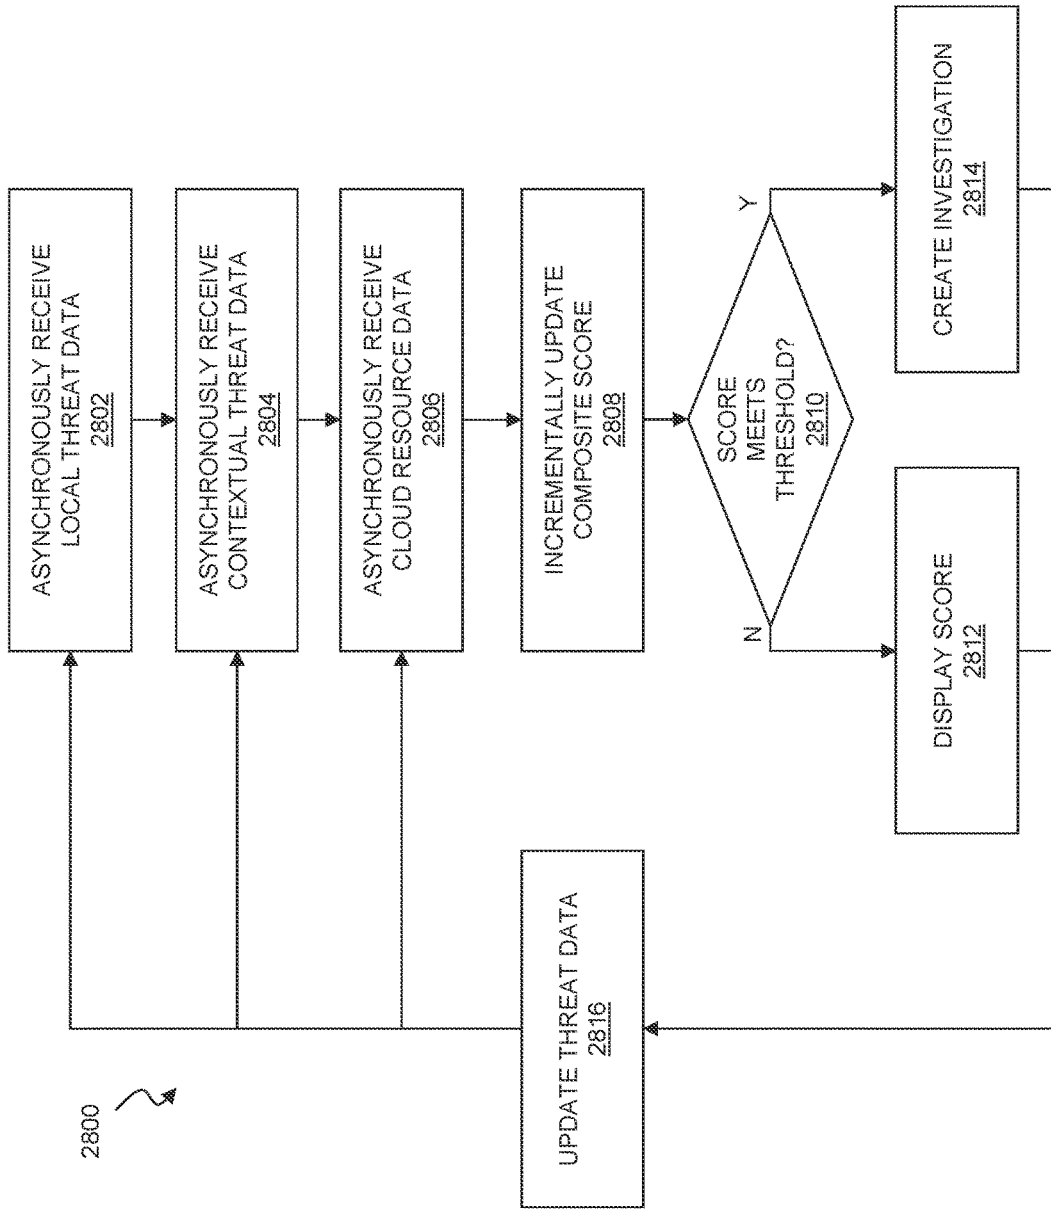 2800
ASYNCHRONOUSLY RECEIVE
LOCAL THREAT DATA
2802
ASYNCHRONOUSLY RECEIVE
CONTEXTUAL THREAT DATA
2804
ASYNCHRONOUSLY RECEIVE
CLOUD RESOURCE DATA
2806
INCREMENTALLY UPDATE
COMPOSITE SCORE
2808
SCORE
MEETS
THRESHOLD?
2810
N
Y
DISPLAY SCORE
2812
CREATE INVESTIGATION
2814
UPDATE THREAT DATA
2816